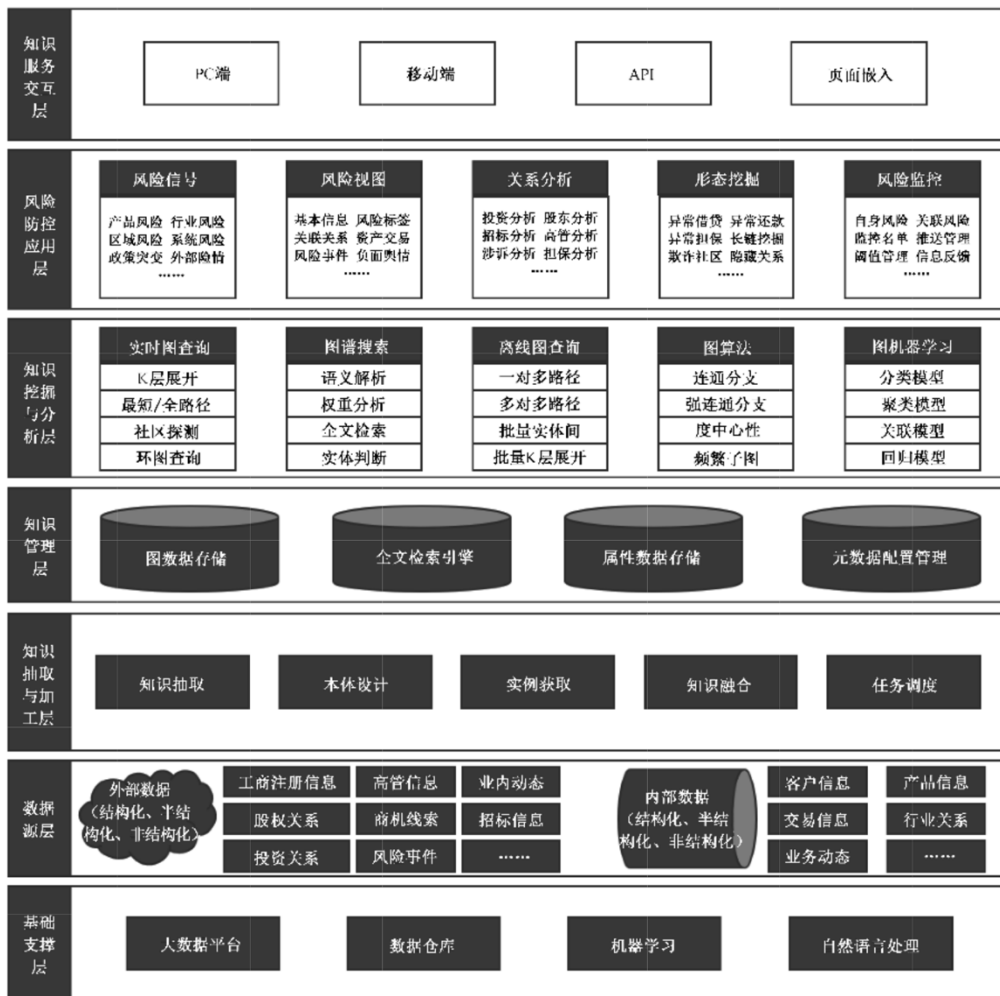 知识
服务
交互
层
PC端
移动端
API
页面嵌入
风险
防控
应用
层
风险信号
产品风险 行业风险
区域风险 系统风险
政策突变 外部险情
……
风险视图
基本信息 风险标签
关联关系 资产交易
风险事件 负面舆情
……
关系分析
投资分析 股东分析
招标分析 高管分析
涉诉分析 担保分析
……
形态挖掘
异常借贷 异常还款
异常担保 长链挖掘
欺诈社区 隐藏关系
……
风险监控
自身风险 关联风险
监控名单 推送管理
阈值管理 信息反馈
……
知识
挖掘
与分
析层
实时图查询
K层展开
最短/全路径
社区探测
环图查询
图谱搜索
语义解析
权重分析
全文检索
实体判断
离线图查询
一对多路径
多对多路径
批量实体间
批量K层展开
图算法
连通分支
强连通分支
度中心性
频繁子图
图机器学习
分类模型
聚类模型
关联模型
回归模型
知识
管理
层
图数据存储
全文检索引擎
属性数据存储
元数据配置管理
知识
抽取
与加
工层
知识抽取
本体设计
实例获取
知识融合
任务调度
数据
源层
外部数据
（结构化、半结
构化、非结构化）
工商注册信息
高管信息
业内动态
股权关系
商机线索
招标信息
投资关系
风险事件
……
内部数据
（结构化、半结
构化、非结构化）
客户信息
产品信息
交易信息
行业关系
业务动态
……
基础
支撑
层
大数据平台
数据仓库
机器学习
自然语言处理